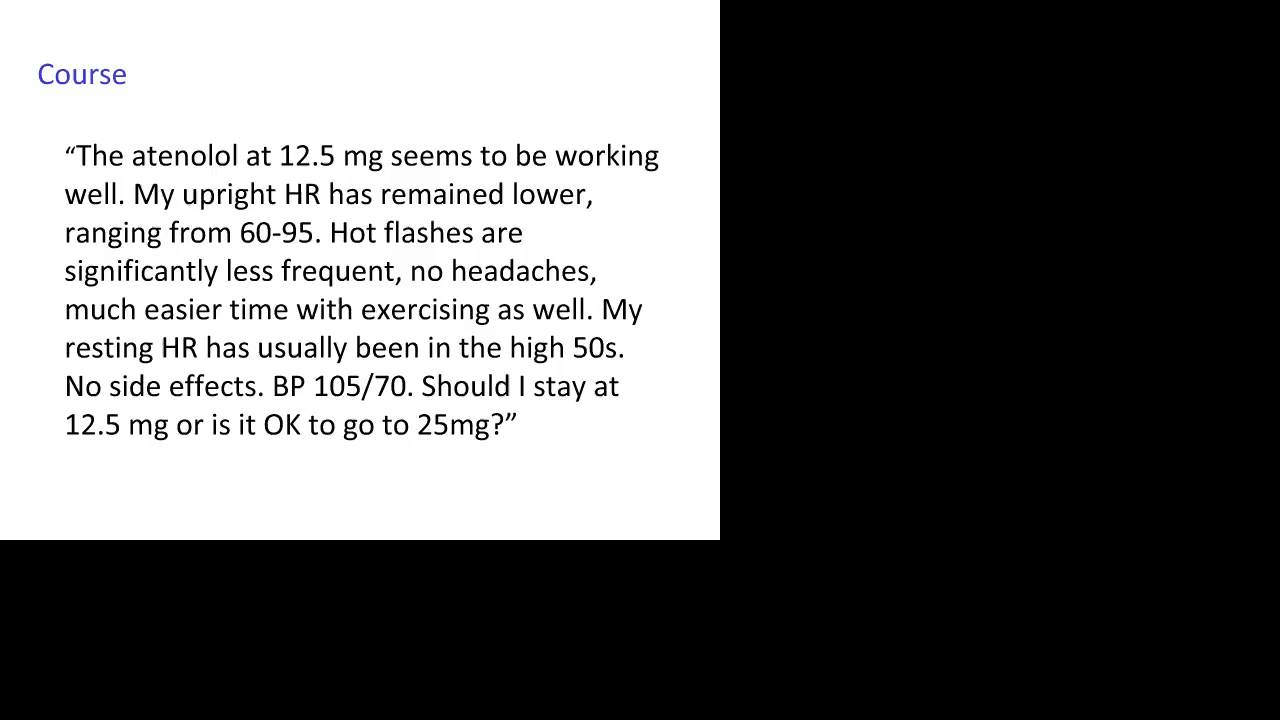 Course
“The atenolol at 12.5 mg seems to be working
well. My upright HR has remained lower,
ranging from 60-95. Hot flashes are
significantly less frequent, no headaches,
much easier time with exercising as well. My
resting HR has usually been in the high 50s.
No side effects. BP 105/70. Should I stay at
12.5 mg or is it OK to go to 25mg?”